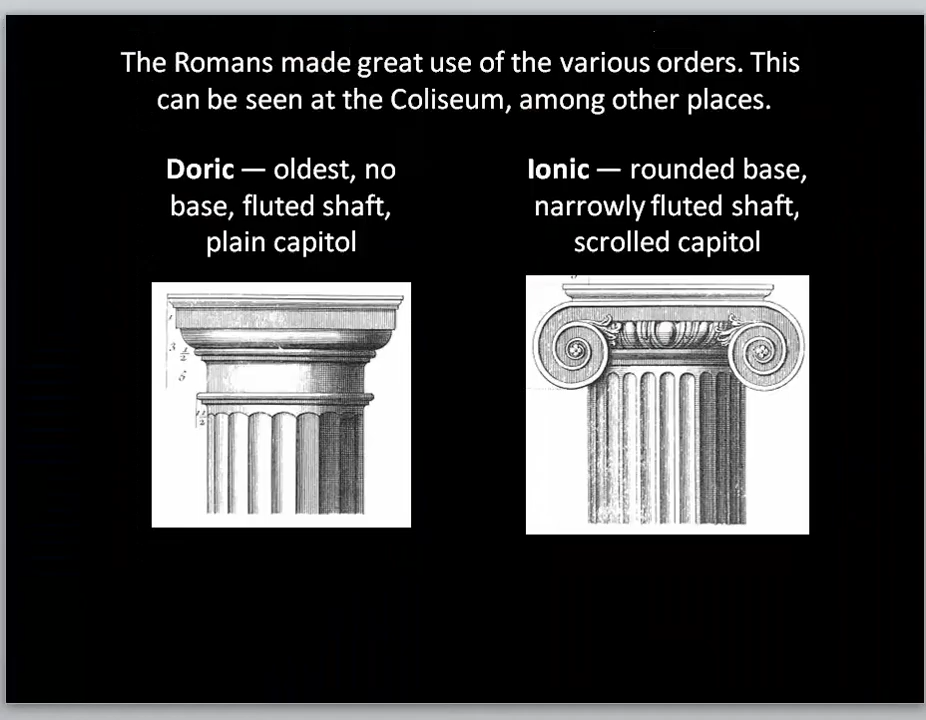 The Romans made great use of the various orders. This
can be seen at the Coliseum, among other places.
Doric — oldest, no
base, fluted shaft,
plain capitol
Ionic — rounded base,
narrowly fluted shaft,
scrolled capitol